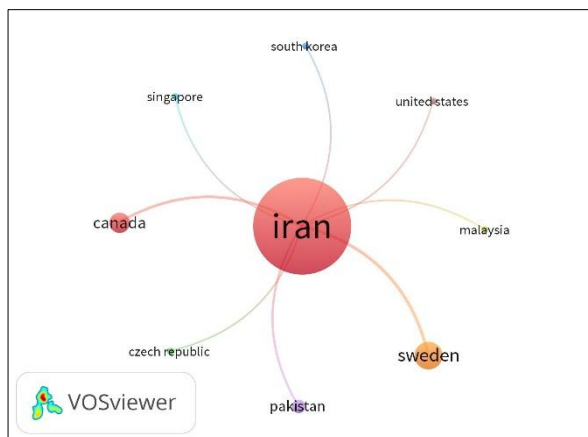 south korea
singapore
united states
canada
iran
malaysia
czech republic
sweden
pakistan
VOSviewer